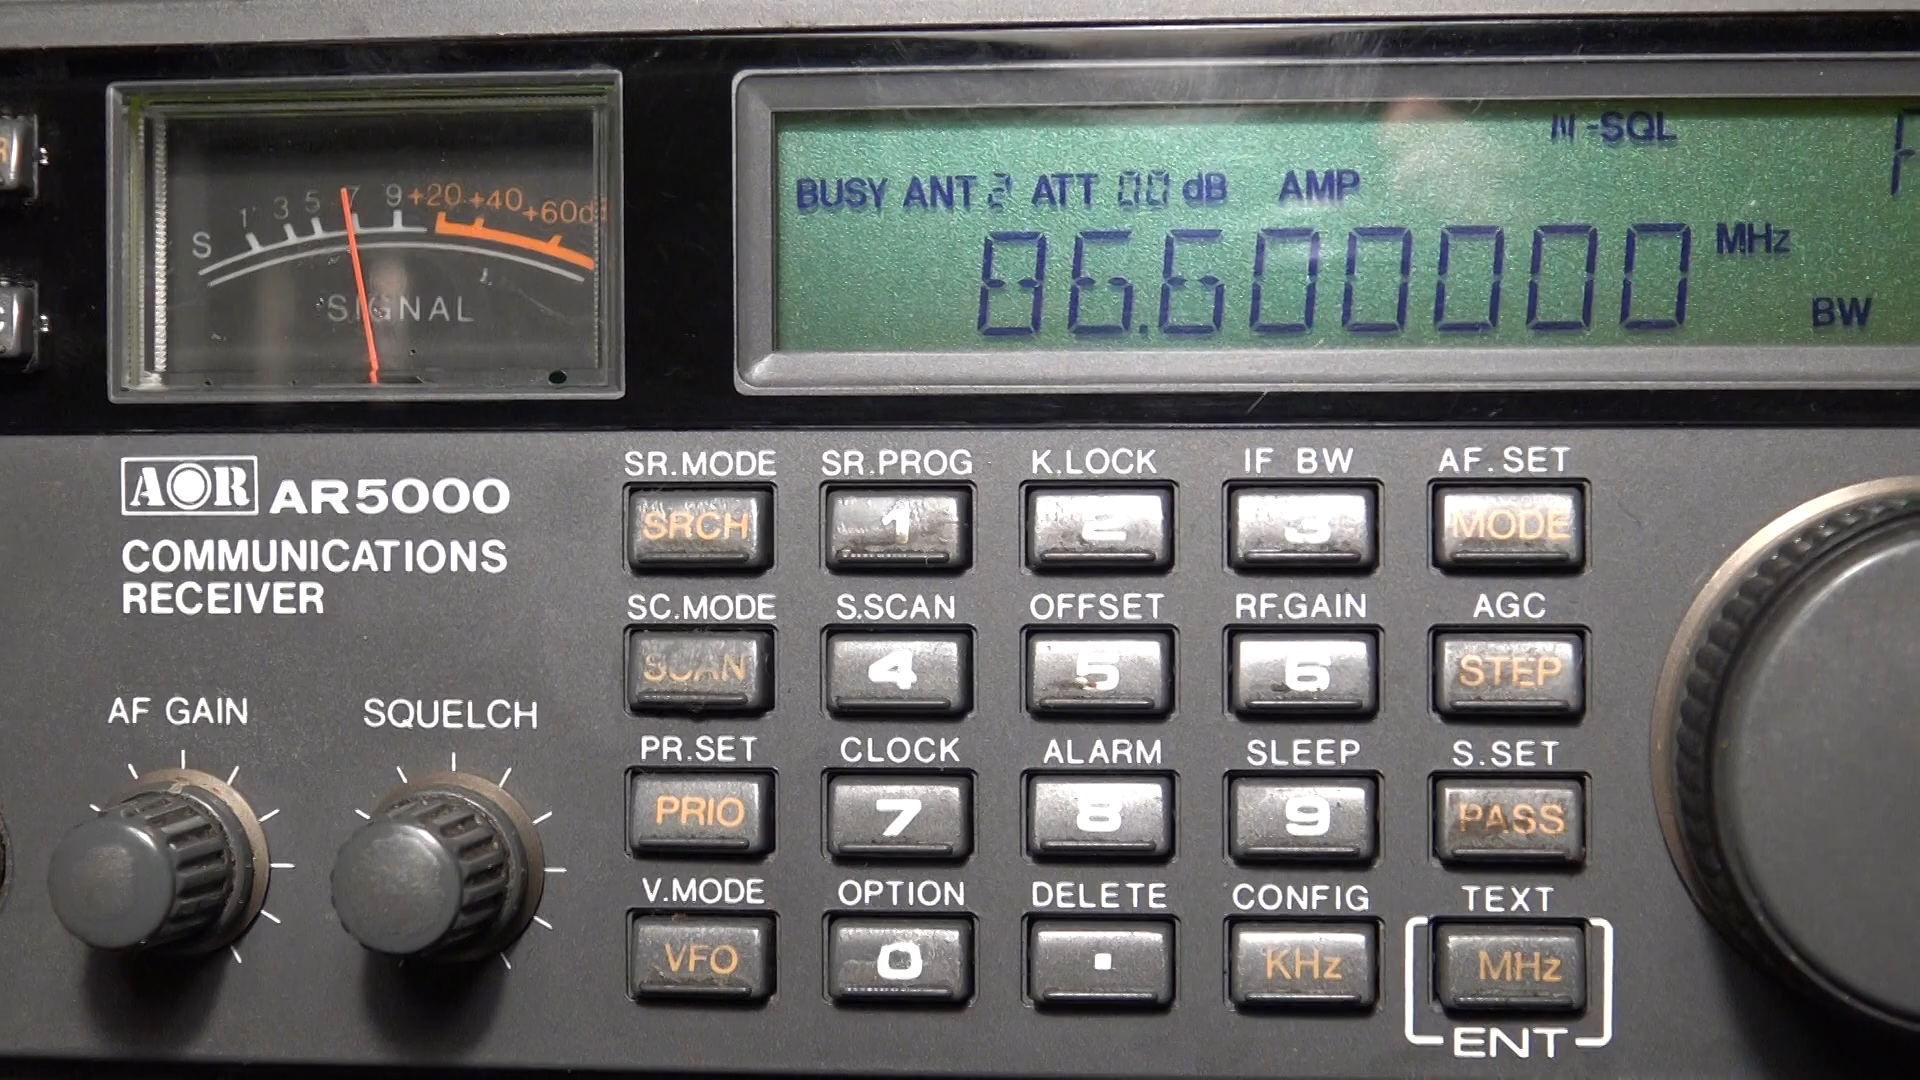 -SQL
BUSY ANT 2 ATT 00 dB AMP
86.600000 MHz
BW
S 1 3 5 7 9 +20 +40 +60dB
SIGNAL
AOR AR5000
COMMUNICATIONS
RECEIVER
AF GAIN SQUELCH
SR.MODE SR.PROG K.LOCK IF BW AF.SET
SRCH 1 2 3 MODE
SC.MODE S.SCAN OFFSET RF.GAIN AGC
SCAN 4 5 6 STEP
PR.SET CLOCK ALARM SLEEP S.SET
PRIO 7 8 9 PASS
V.MODE OPTION DELETE CONFIG TEXT
VFO 0 . KHz MHz
ENT